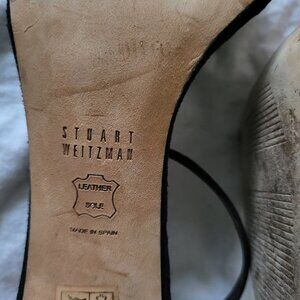 STUART
WEITZMAN
LEATHER
SOLE
MADE IN SPAIN